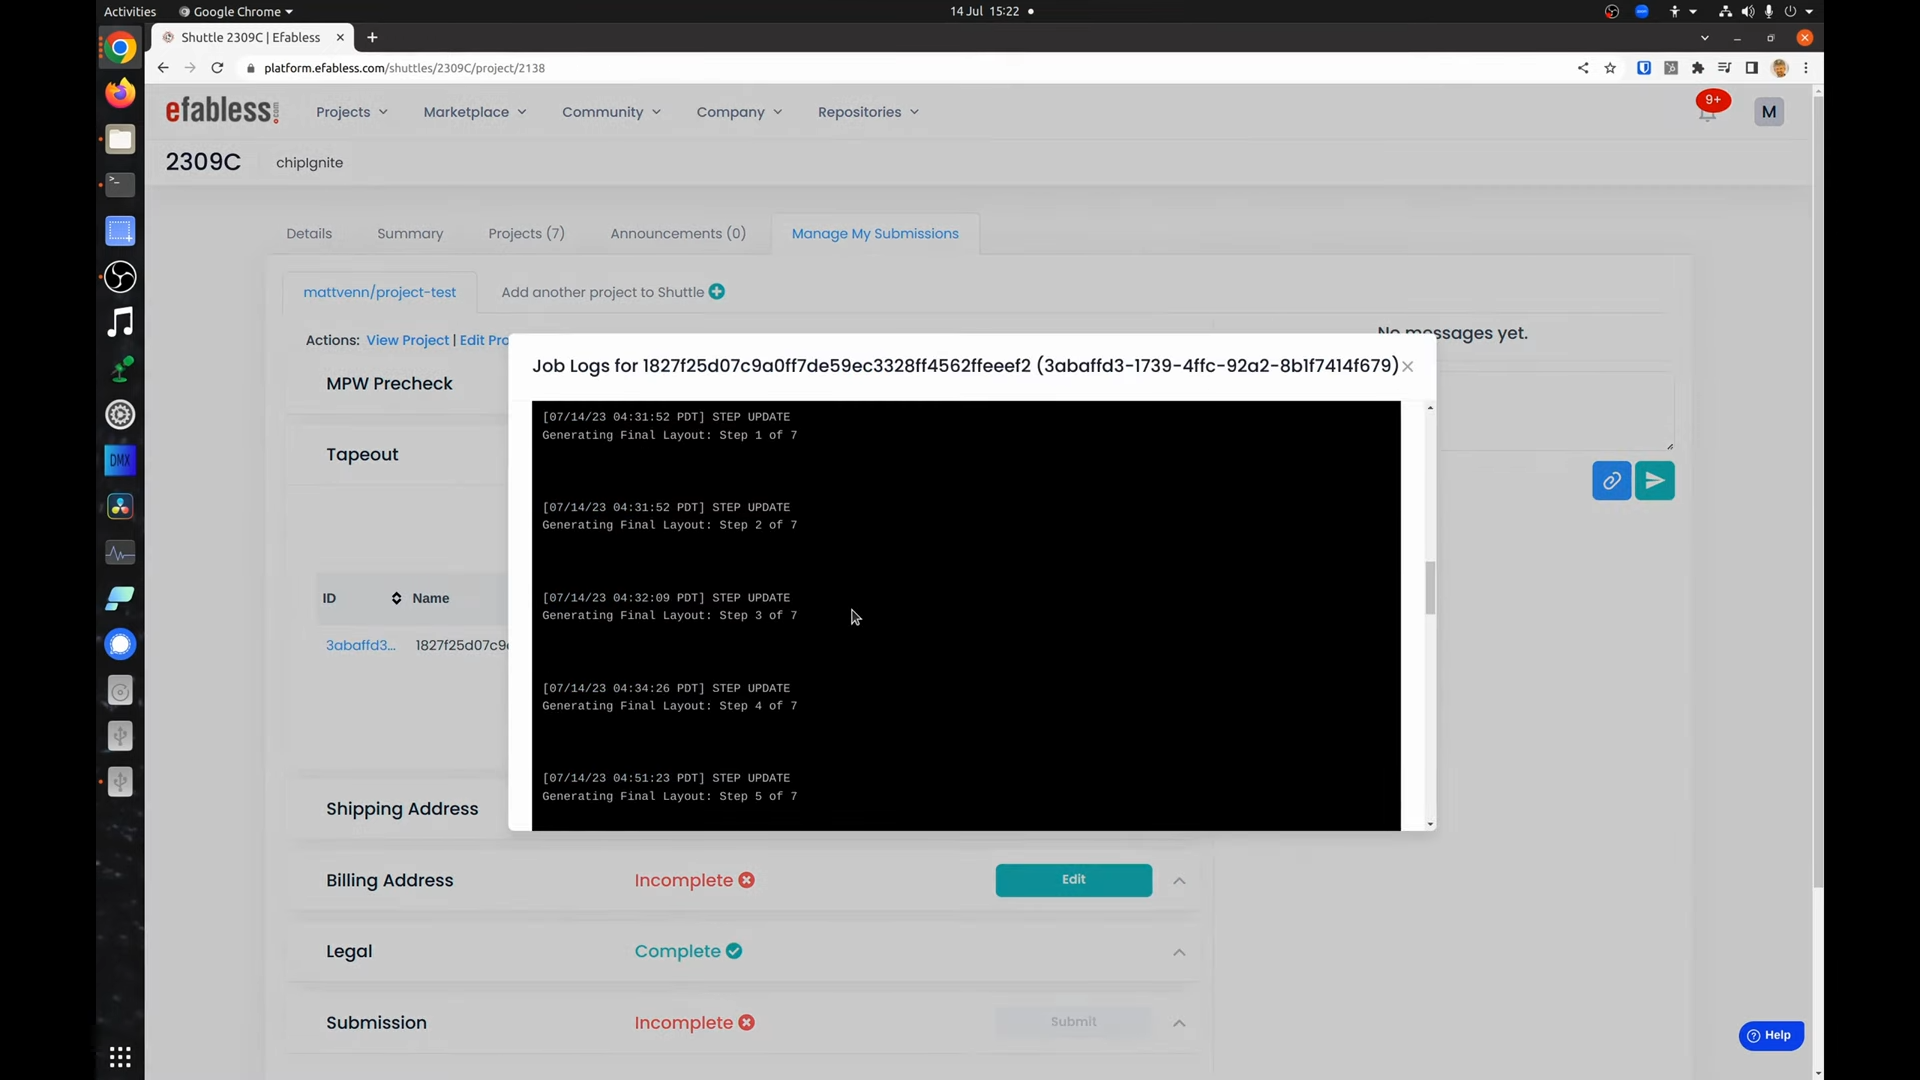 Activities
Google Chrome
14 Jul 15:22
Shuttle 2309C | Efabless
platform.efabless.com/shuttles/2309C/project/2138
efabless.com
Projects
Marketplace
Community
Company
Repositories
9+
M
2309C
chipIgnite
Details
Summary
Projects (7)
Announcements (0)
Manage My Submissions
mattvenn/project-test
Add another project to Shuttle
Actions: View Project | Edit Pro
No messages yet.
Job Logs for 1827f25d07c9a0ff7de59ec3328ff4562ffeeef2 (3abaffd3-1739-4ffc-92a2-8b1f7414f679)
MPW Precheck
[07/14/23 04:31:52 PDT] STEP UPDATE
Generating Final Layout: Step 1 of 7
Tapeout
DMX
[07/14/23 04:31:52 PDT] STEP UPDATE
Generating Final Layout: Step 2 of 7
ID
Name
[07/14/23 04:32:09 PDT] STEP UPDATE
Generating Final Layout: Step 3 of 7
3abaffd3...
1827f25d07c9
[07/14/23 04:34:26 PDT] STEP UPDATE
Generating Final Layout: Step 4 of 7
[07/14/23 04:51:23 PDT] STEP UPDATE
Generating Final Layout: Step 5 of 7
Shipping Address
Billing Address
Incomplete
Edit
Legal
Complete
Submission
Incomplete
Submit
Help